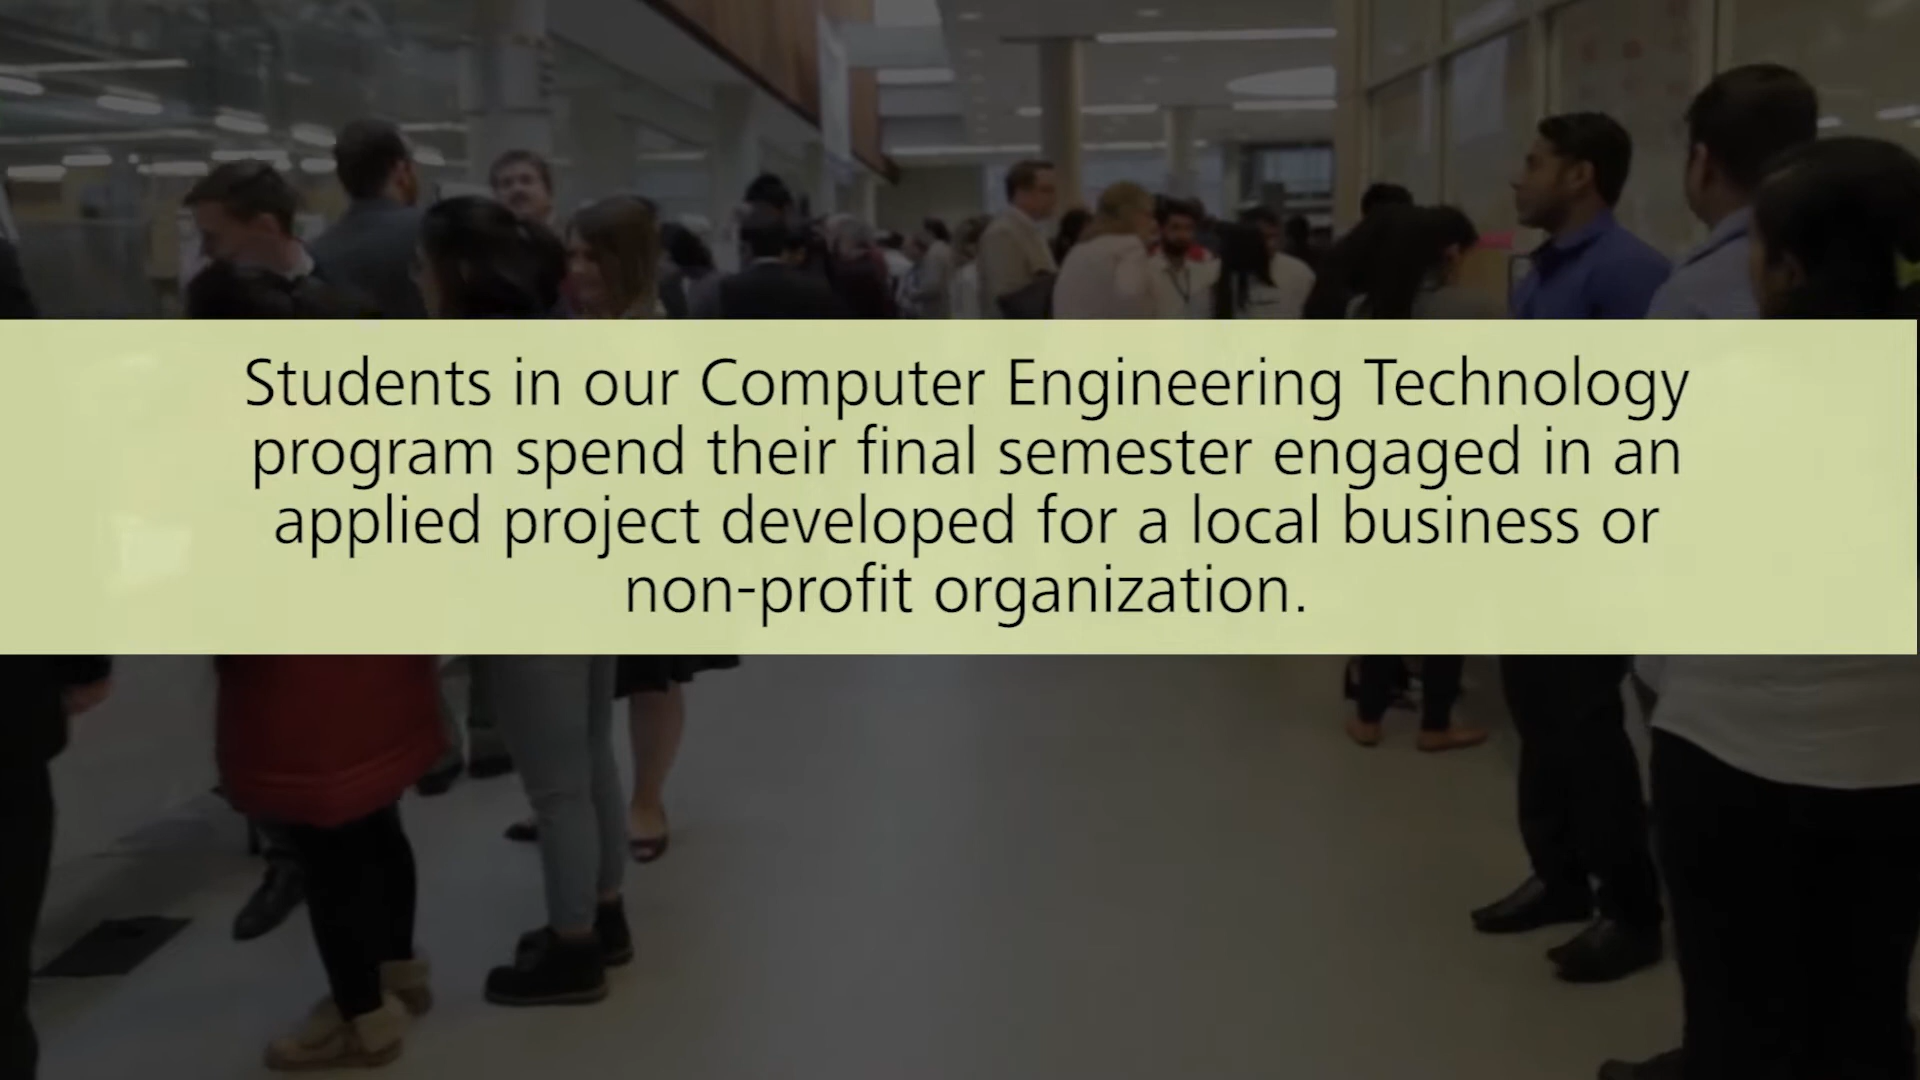 Students in our Computer Engineering Technology
program spend their final semester engaged in an
applied project developed for a local business or
non-profit organization.